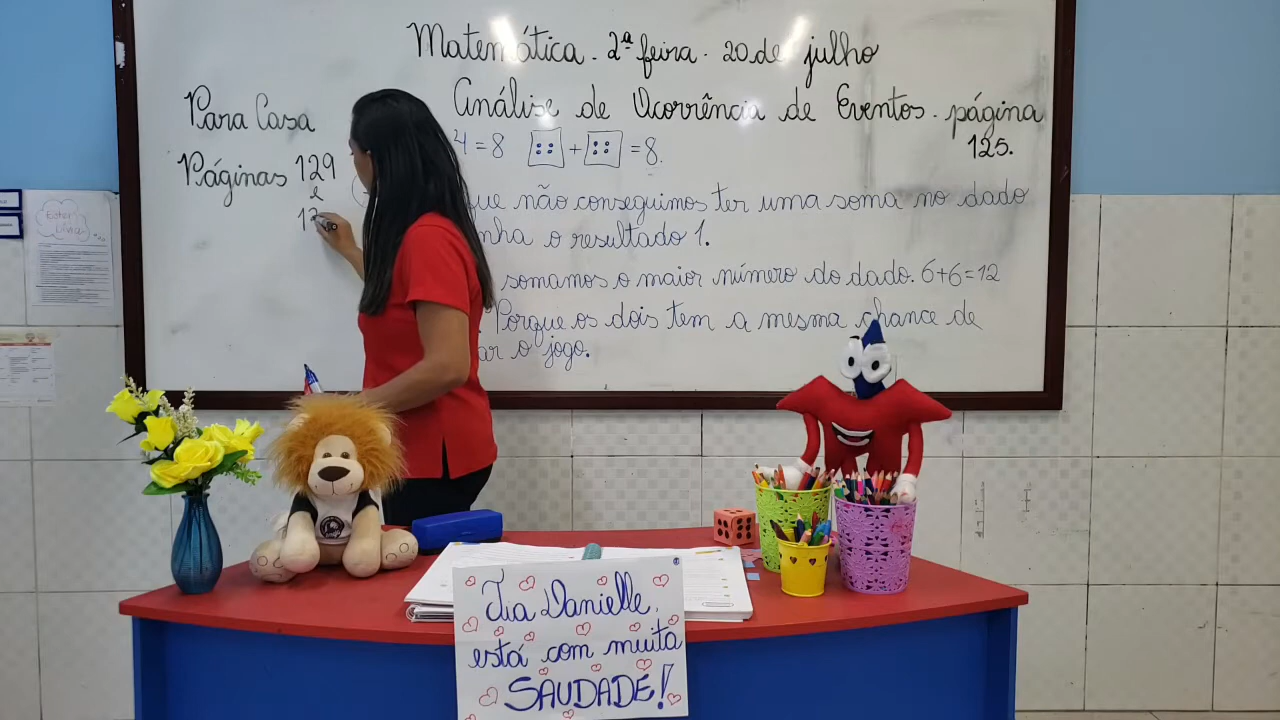 Matemática. 2ª feira. 20 de julho
Análise de Ocorrência de Eventos. página
125.
Para Casa
Páginas 129
e
4 = 8 + = 8.
que não conseguimos ter uma soma no dado
nha o resultado 1.
somamos o maior número do dado. 6+6=12
Porque os dois tem a mesma chance de
ar o jogo.
Tia Danielle,
está com muita
SAUDADE!